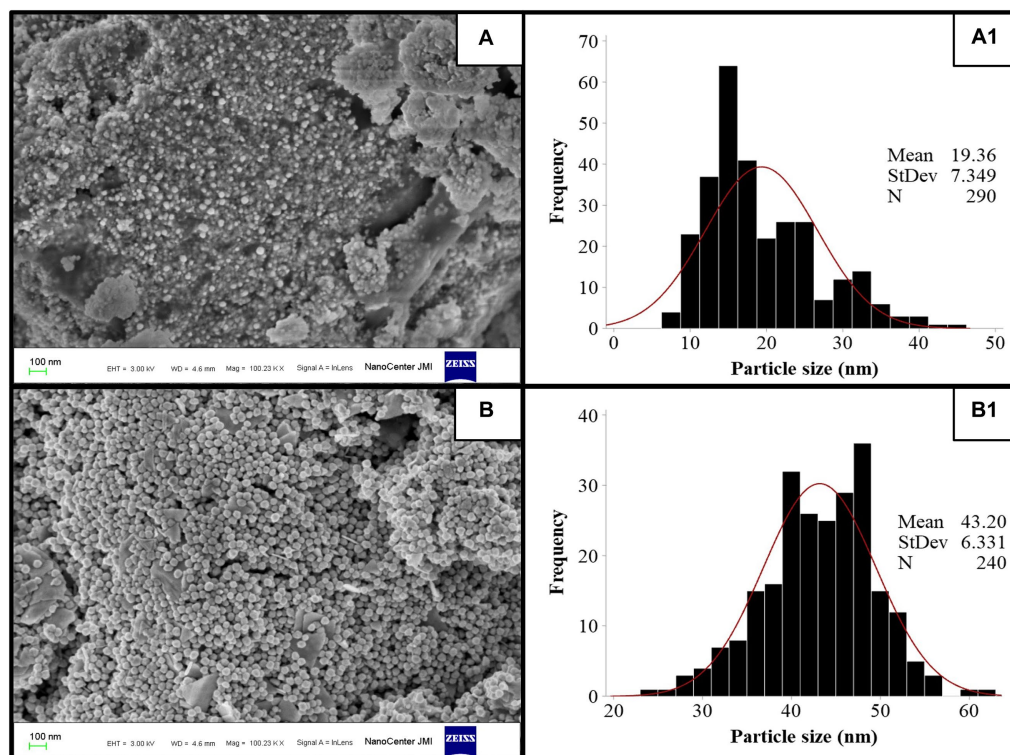 A
100 nm
EHT = 3.00 kV WD = 4.6 mm Mag = 100.23 K X Signal A = InLens NanoCenter JMI ZEISS
A1
70
60
50
40
30
20
10
0
Frequency
Mean 19.36
StDev 7.349
N 290
0 10 20 30 40 50
Particle size (nm)
B
100 nm
EHT = 3.00 kV WD = 4.6 mm Mag = 100.23 K X Signal A = InLens NanoCenter JMI ZEISS
B1
40
30
20
10
0
Frequency
Mean 43.20
StDev 6.331
N 240
20 30 40 50 60
Particle size (nm)